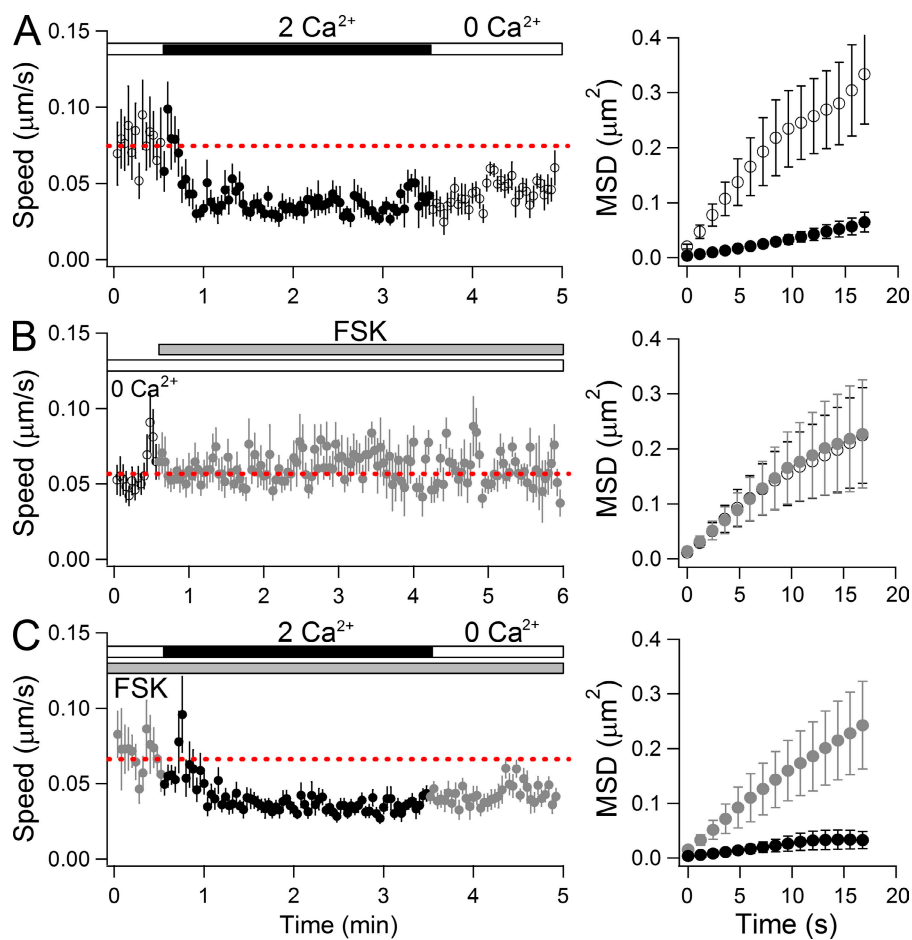 A
2 Ca²⁺ 0 Ca²⁺
Speed (µm/s)
0.15
0.10
0.05
0.00
0 1 2 3 4 5
MSD (µm²)
0.4
0.3
0.2
0.1
0
0 5 10 15 20
B
FSK
0 Ca²⁺
Speed (µm/s)
0.15
0.10
0.05
0.00
0 1 2 3 4 5 6
MSD (µm²)
0.4
0.3
0.2
0.1
0.0
0 5 10 15 20
C
2 Ca²⁺ 0 Ca²⁺
FSK
Speed (µm/s)
0.15
0.10
0.05
0.00
0 1 2 3 4 5
Time (min)
MSD (µm²)
0.4
0.3
0.2
0.1
0.0
0 5 10 15 20
Time (s)